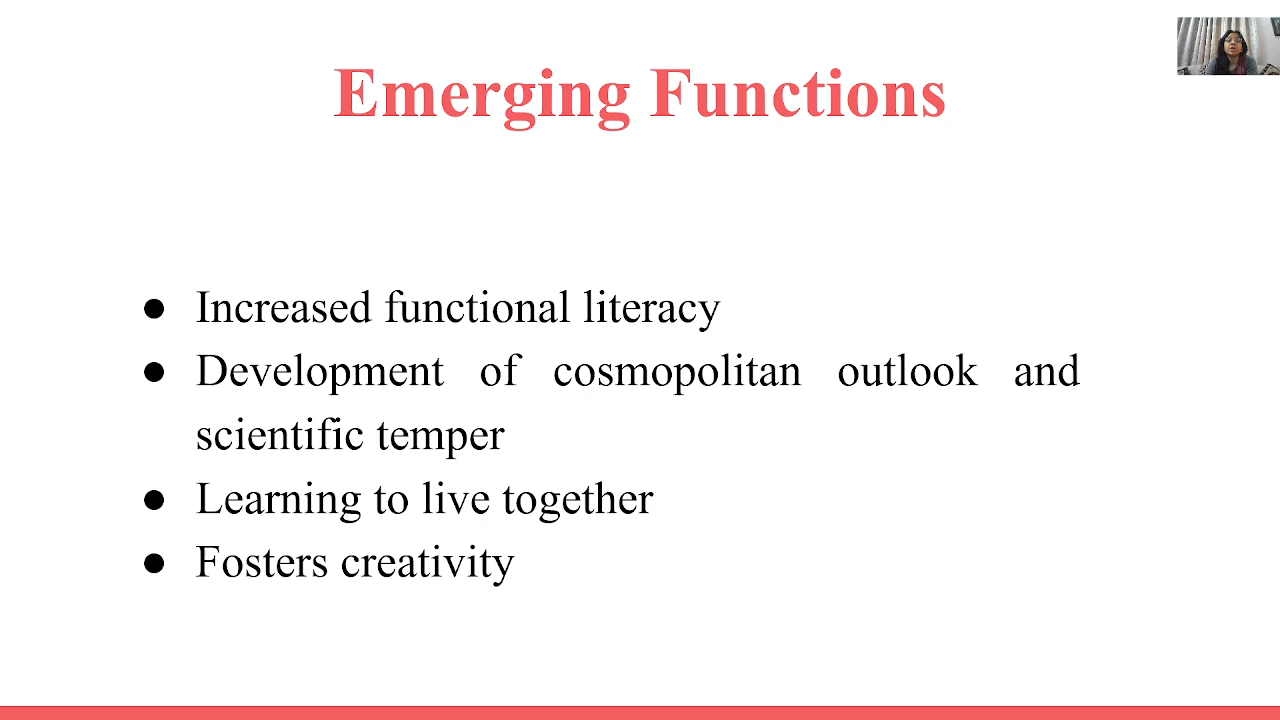 Emerging Functions
● Increased functional literacy
● Development of cosmopolitan outlook and
scientific temper
● Learning to live together
● Fosters creativity